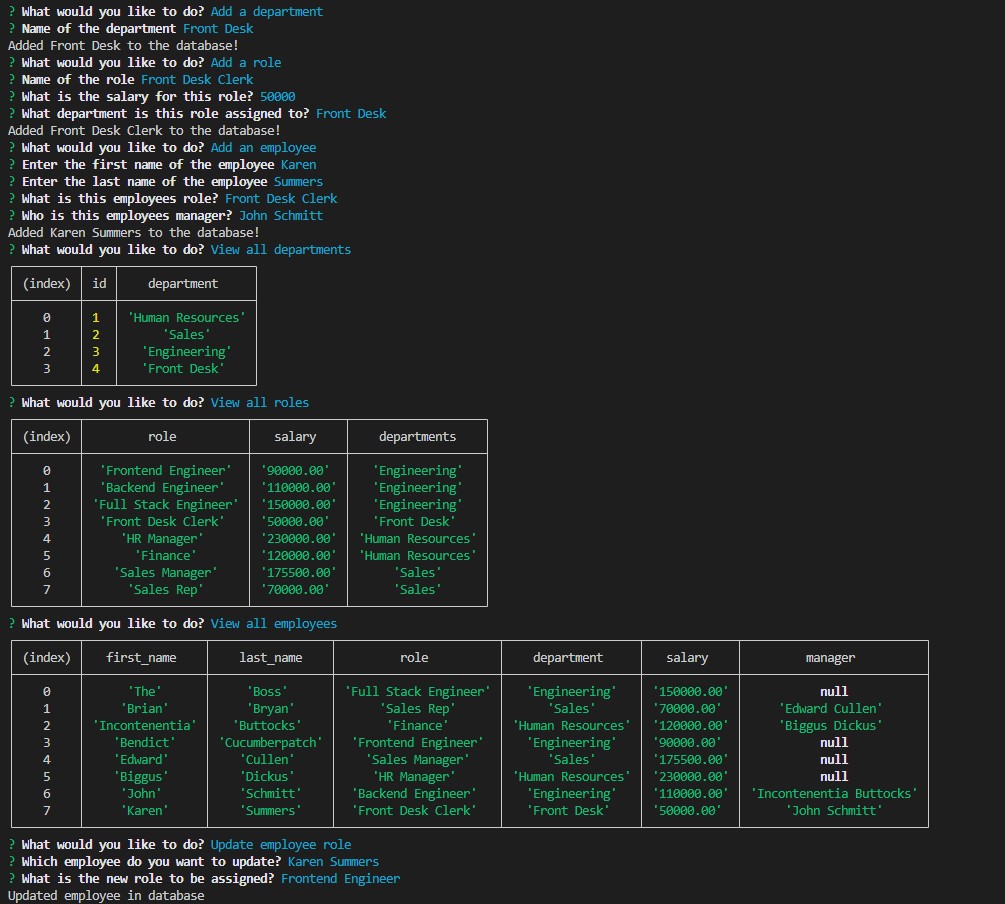 ? What would you like to do? Add a department
? Name of the department Front Desk
Added Front Desk to the database!
? What would you like to do? Add a role
? Name of the role Front Desk Clerk
? What is the salary for this role? 50000
? What department is this role assigned to? Front Desk
Added Front Desk Clerk to the database!
? What would you like to do? Add an employee
? Enter the first name of the employee Karen
? Enter the last name of the employee Summers
? What is this employees role? Front Desk Clerk
? Who is this employees manager? John Schmitt
Added Karen Summers to the database!
? What would you like to do? View all departments
(index) id department
0 1 'Human Resources'
1 2 'Sales'
2 3 'Engineering'
3 4 'Front Desk'
? What would you like to do? View all roles
(index) role salary departments
0 'Frontend Engineer' '90000.00' 'Engineering'
1 'Backend Engineer' '110000.00' 'Engineering'
2 'Full Stack Engineer' '150000.00' 'Engineering'
3 'Front Desk Clerk' '50000.00' 'Front Desk'
4 'HR Manager' '230000.00' 'Human Resources'
5 'Finance' '120000.00' 'Human Resources'
6 'Sales Manager' '175500.00' 'Sales'
7 'Sales Rep' '70000.00' 'Sales'
? What would you like to do? View all employees
(index) first_name last_name role department salary manager
0 'The' 'Boss' 'Full Stack Engineer' 'Engineering' '150000.00' null
1 'Brian' 'Bryan' 'Sales Rep' 'Sales' '70000.00' 'Edward Cullen'
2 'Incontenentia' 'Buttocks' 'Finance' 'Human Resources' '120000.00' 'Biggus Dickus'
3 'Bendict' 'Cucumberpatch' 'Frontend Engineer' 'Engineering' '90000.00' null
4 'Edward' 'Cullen' 'Sales Manager' 'Sales' '175500.00' null
5 'Biggus' 'Dickus' 'HR Manager' 'Human Resources' '230000.00' null
6 'John' 'Schmitt' 'Backend Engineer' 'Engineering' '110000.00' 'Incontenentia Buttocks'
7 'Karen' 'Summers' 'Front Desk Clerk' 'Front Desk' '50000.00' 'John Schmitt'
? What would you like to do? Update employee role
? Which employee do you want to update? Karen Summers
? What is the new role to be assigned? Frontend Engineer
Updated employee in database